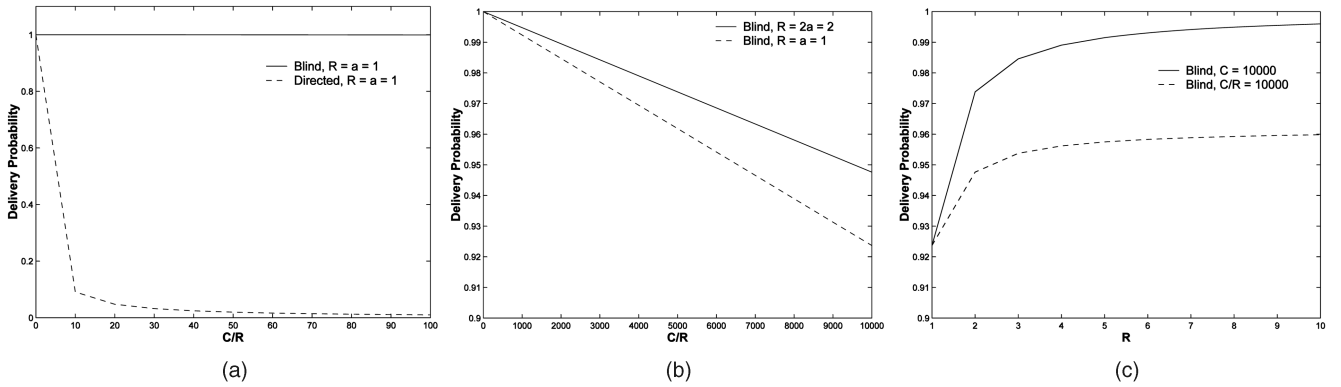 1.1
1
0.8
0.6
0.4
0.2
0
Delivery Probability
Blind, R = a = 1
Directed, R = a = 1
0 10 20 30 40 50 60 70 80 90 100
C/R
(a)
1
0.99
0.98
0.97
0.96
0.95
0.94
0.93
0.92
0.91
0.9
Delivery Probability
Blind, R = 2a = 2
Blind, R = a = 1
0 1000 2000 3000 4000 5000 6000 7000 8000 9000 10000
C/R
(b)
1
0.99
0.98
0.97
0.96
0.95
0.94
0.93
0.92
0.91
0.9
Delivery Probability
Blind, C = 10000
Blind, C/R = 10000
1 2 3 4 5 6 7 8 9 10
R
(c)